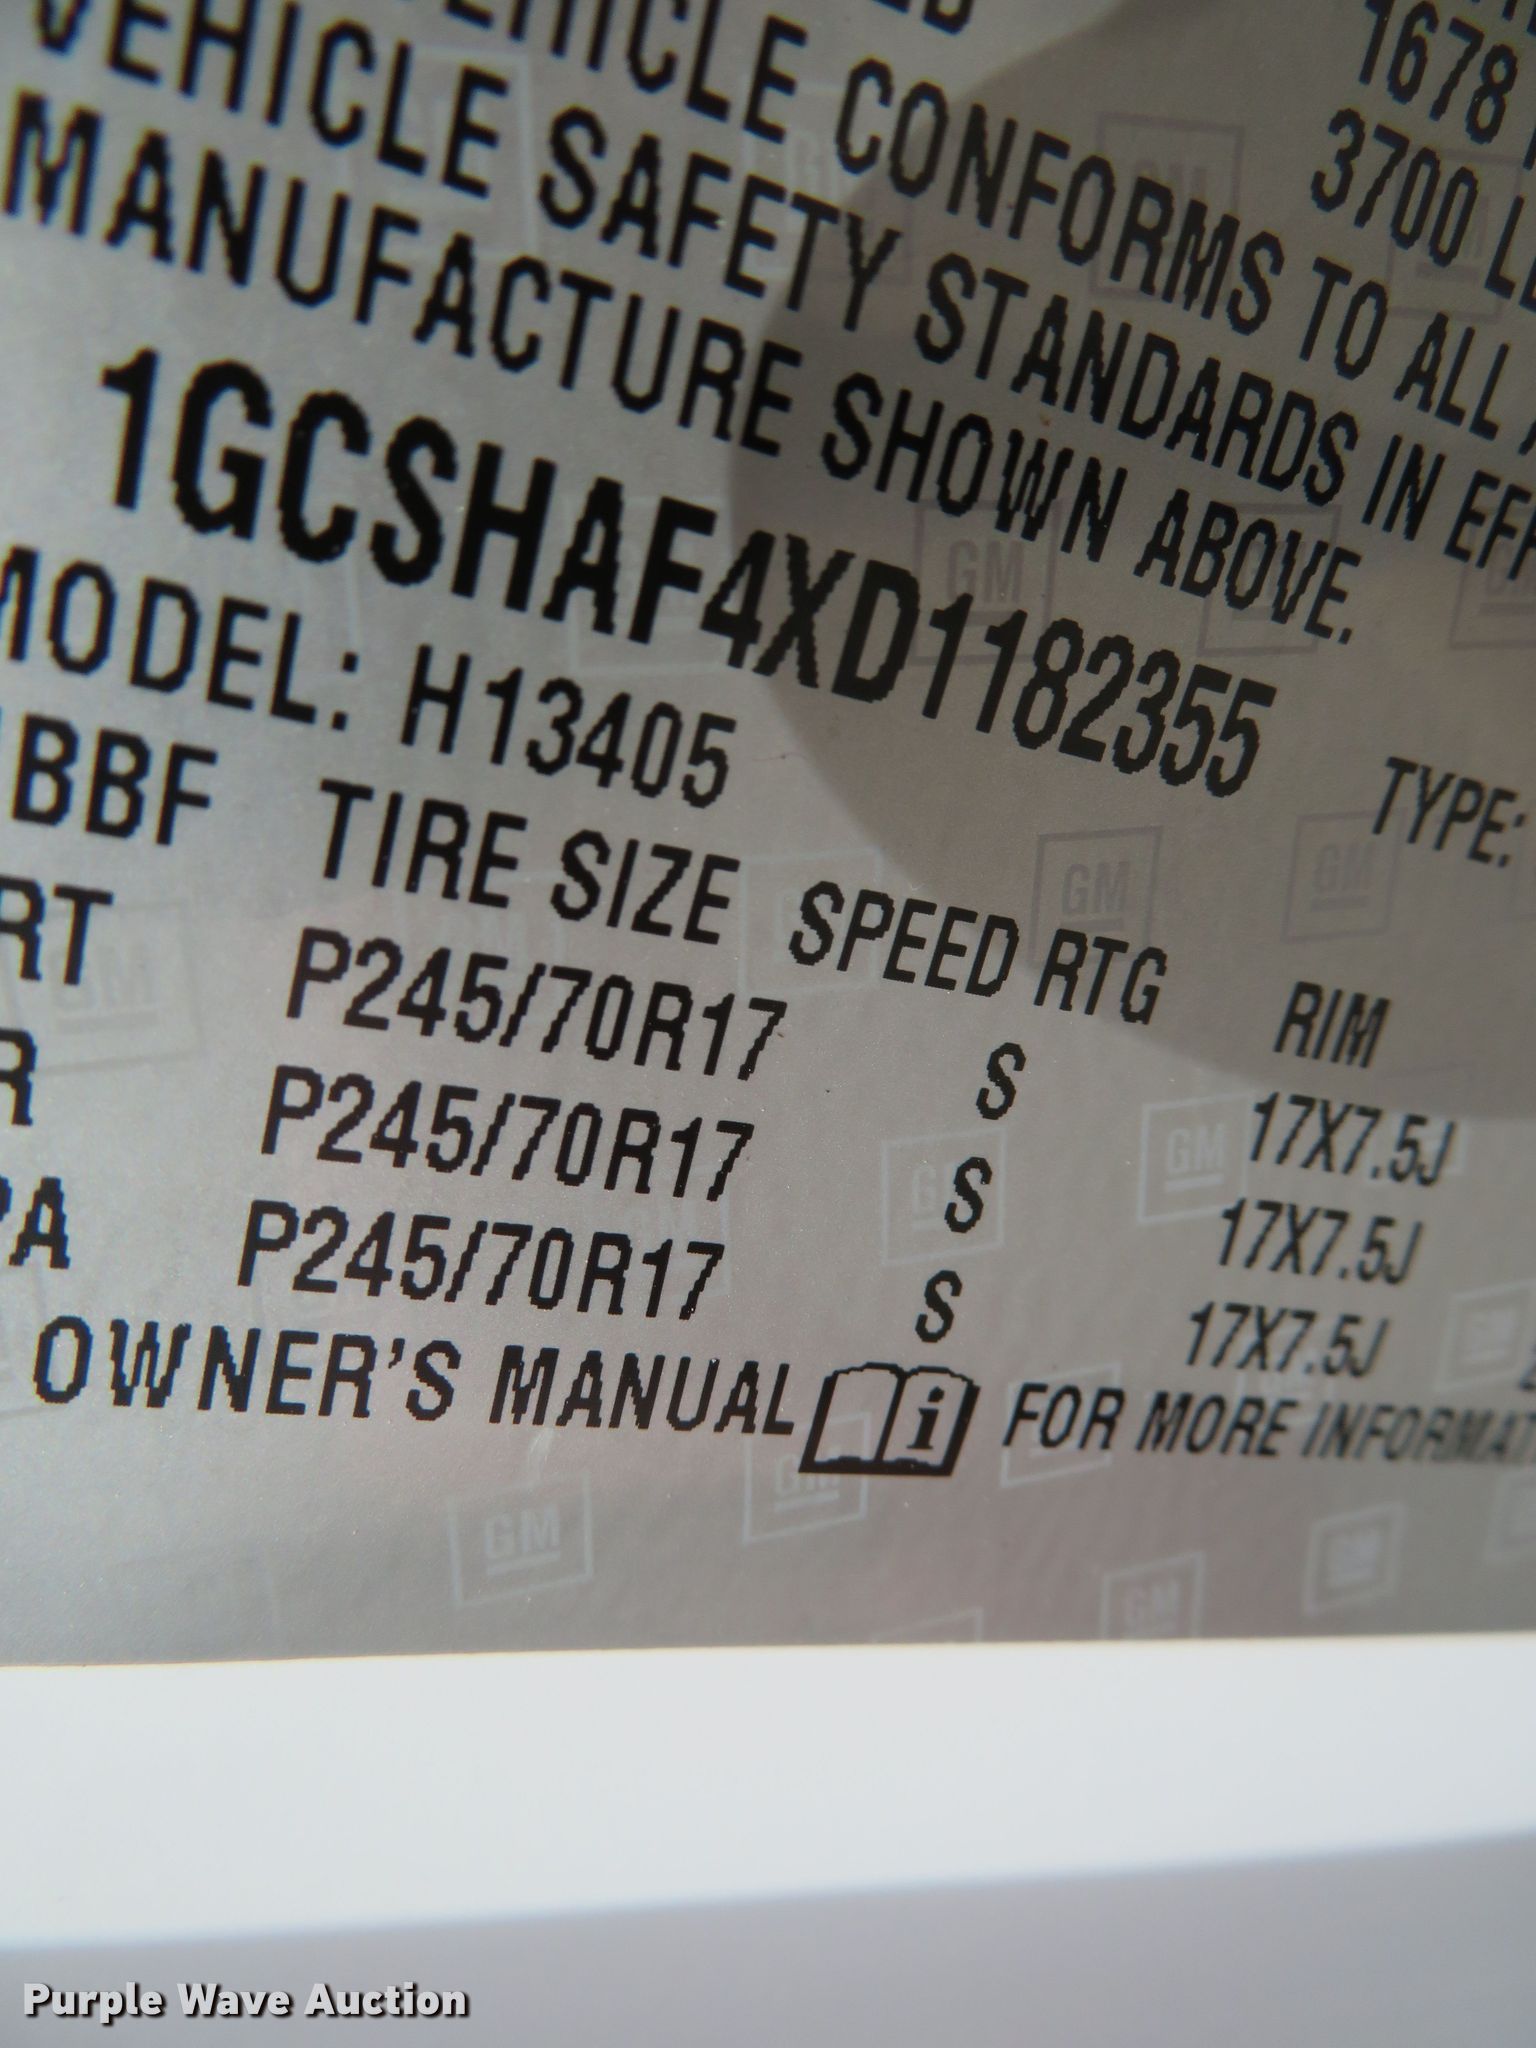 1678
3700
VEHICLE CONFORMS TO ALL
VEHICLE SAFETY STANDARDS IN
MANUFACTURE SHOWN ABOVE.
1GCSHAF4XD1182355
TYPE:
MODEL: H13405
BBF TIRE SIZE SPEED RTG RIM
RT P245/70R17 S 17X7.5J
R P245/70R17 S 17X7.5J
PA P245/70R17 S 17X7.5J
OWNER'S MANUAL i FOR MORE
GM
Purple Wave Auction